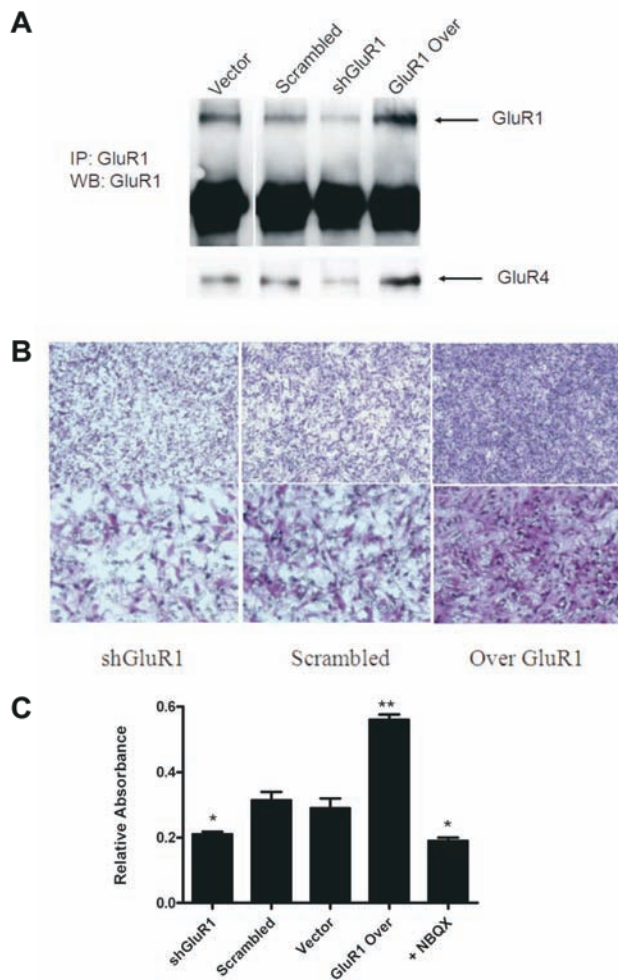 A
Vector
Scrambled
shGluR1
GluR1 Over
GluR1
IP: GluR1
WB: GluR1
GluR4
B
shGluR1
Scrambled
Over GluR1
C
Relative Absorbance
0.6
0.4
0.2
0.0
*
**
*
shGluR1
Scrambled
Vector
GluR1 Over
+ NBQX